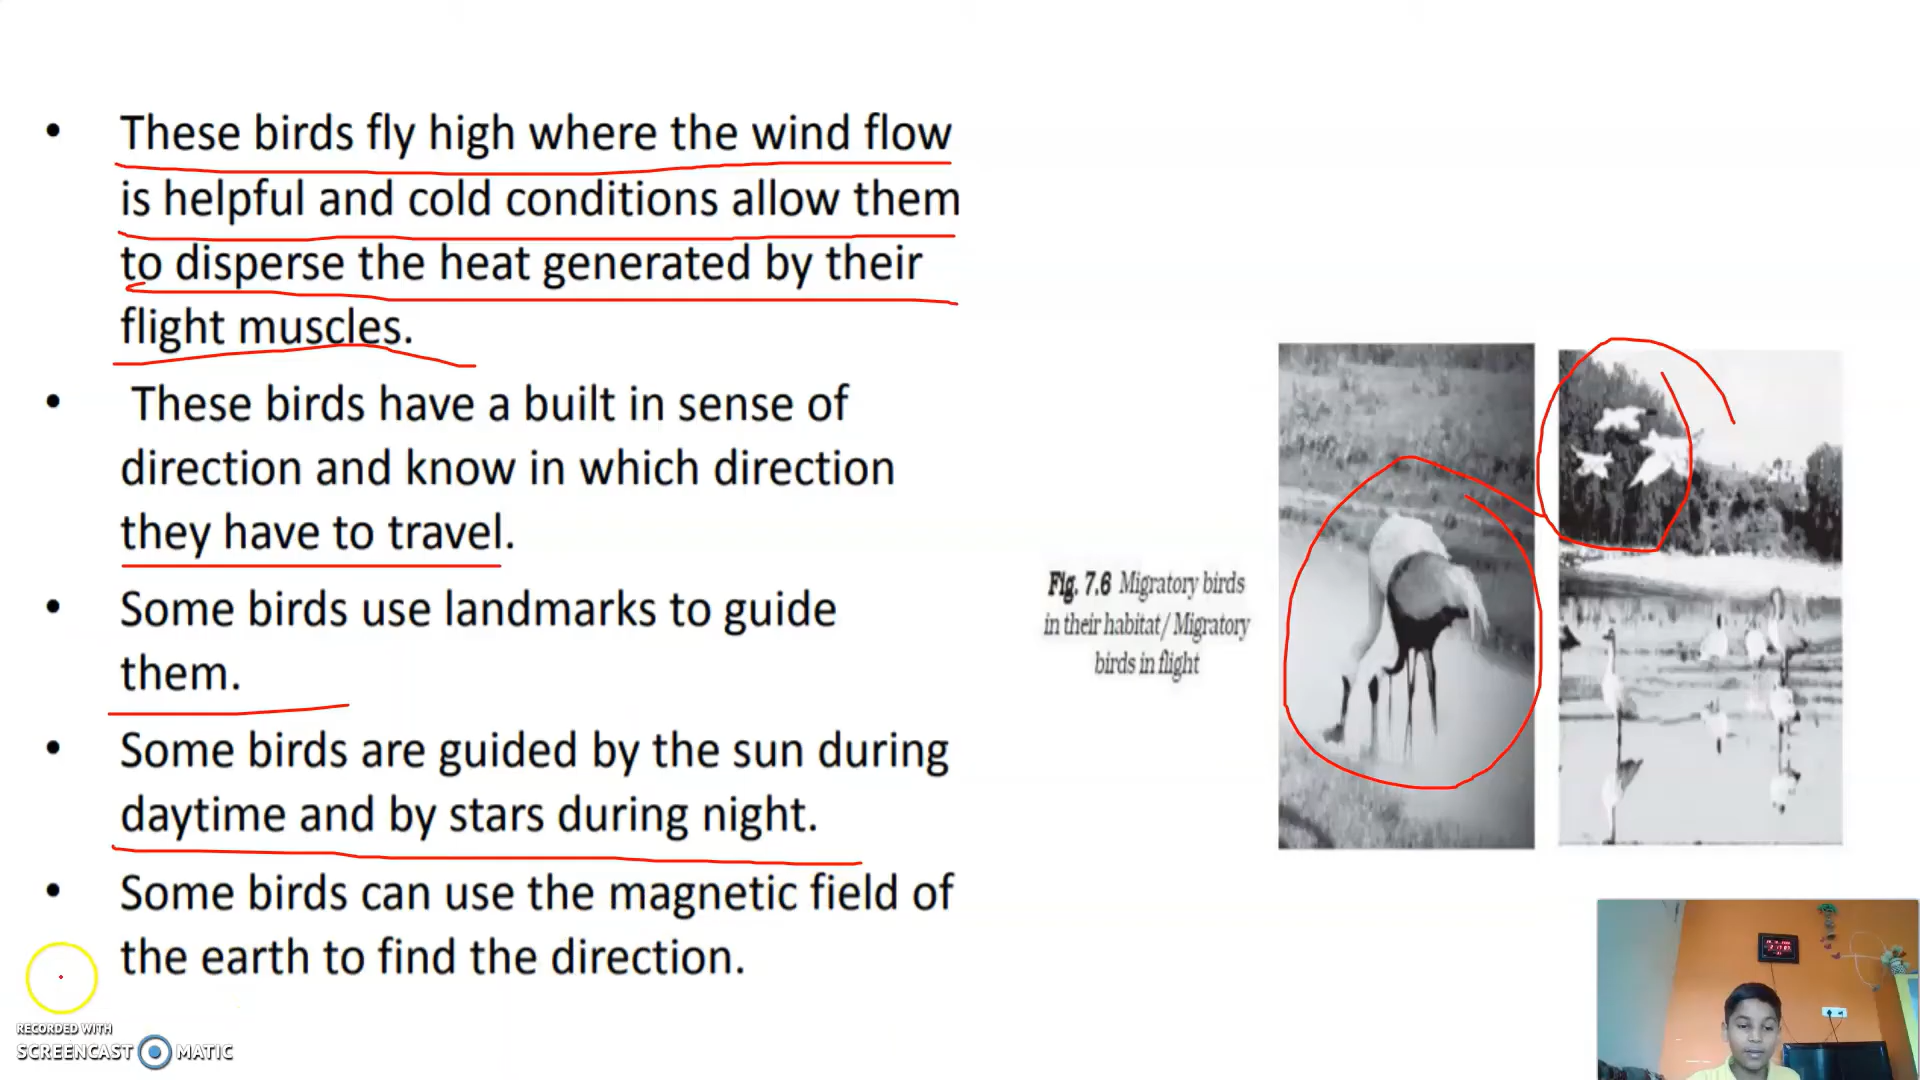 • These birds fly high where the wind flow
is helpful and cold conditions allow them
to disperse the heat generated by their
flight muscles.
• These birds have a built in sense of
direction and know in which direction
they have to travel.
• Some birds use landmarks to guide
them.
• Some birds are guided by the sun during
daytime and by stars during night.
• Some birds can use the magnetic field of
the earth to find the direction.
Fig. 7.6 Migratory birds
in their habitat/Migratory
birds in flight
RECORDED WITH
SCREENCAST MATIC